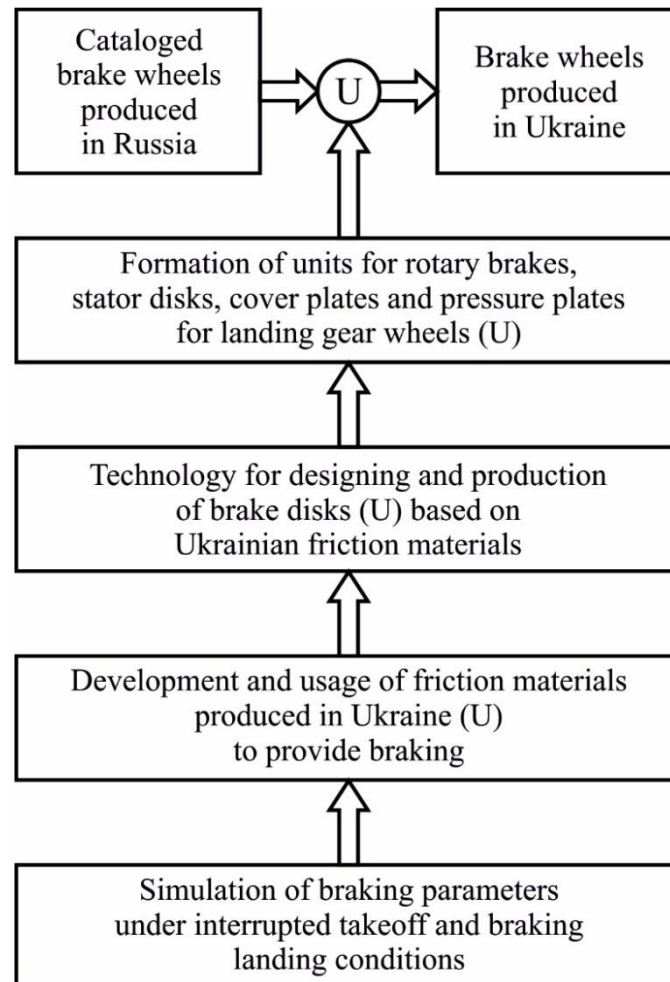 Cataloged
brake wheels
produced
in Russia
U
Brake wheels
produced
in Ukraine
Formation of units for rotary brakes,
stator disks, cover plates and pressure plates
for landing gear wheels (U)
Technology for designing and production
of brake disks (U) based on
Ukrainian friction materials
Development and usage of friction materials
produced in Ukraine (U)
to provide braking
Simulation of braking parameters
under interrupted takeoff and braking
landing conditions